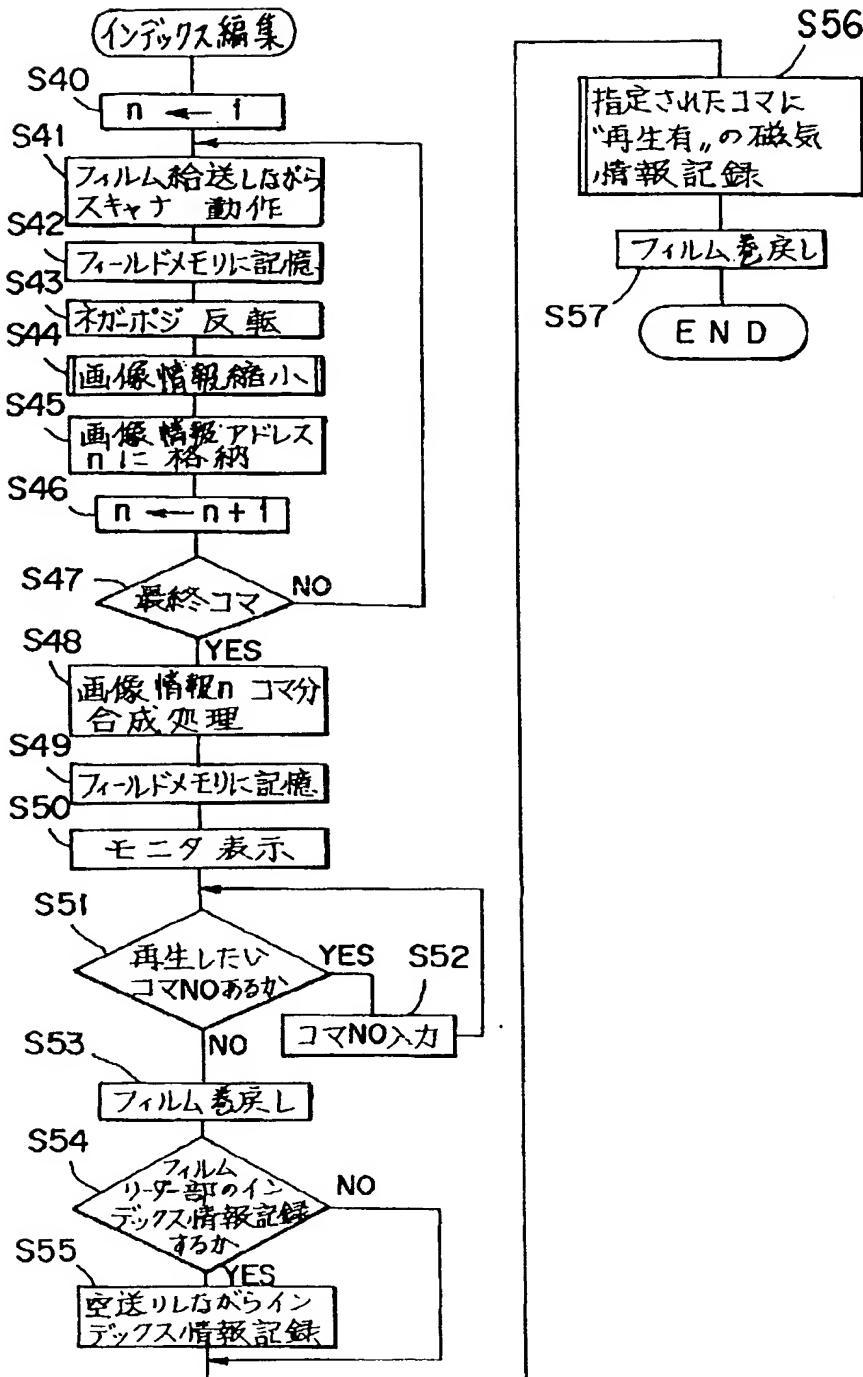 インデックス編集
S40
n ← 1
S41
フィルム給送しながら
スキャナ 動作
S42
フィールドメモリに記憶
S43
ネガーポジ 反転
S44
画像情報縮小
S45
画像情報アドレス
n に格納
S46
n ← n+1
S47
最終コマ
NO
YES
S48
画像情報n コマ分
合成処理
S49
フィールドメモリに記憶
S50
モニタ 表示
S51
再生したい
コマNOあるか
YES
S52
コマNO入力
NO
S53
フィルム巻戻し
S54
フィルム
リーダー部のイン
デックス情報記録
するか
NO
YES
S55
空送りしながらイン
デックス情報記録
S56
指定されたコマに
"再生有〃の磁気
情報記録
フィルム巻戻し
S57
END